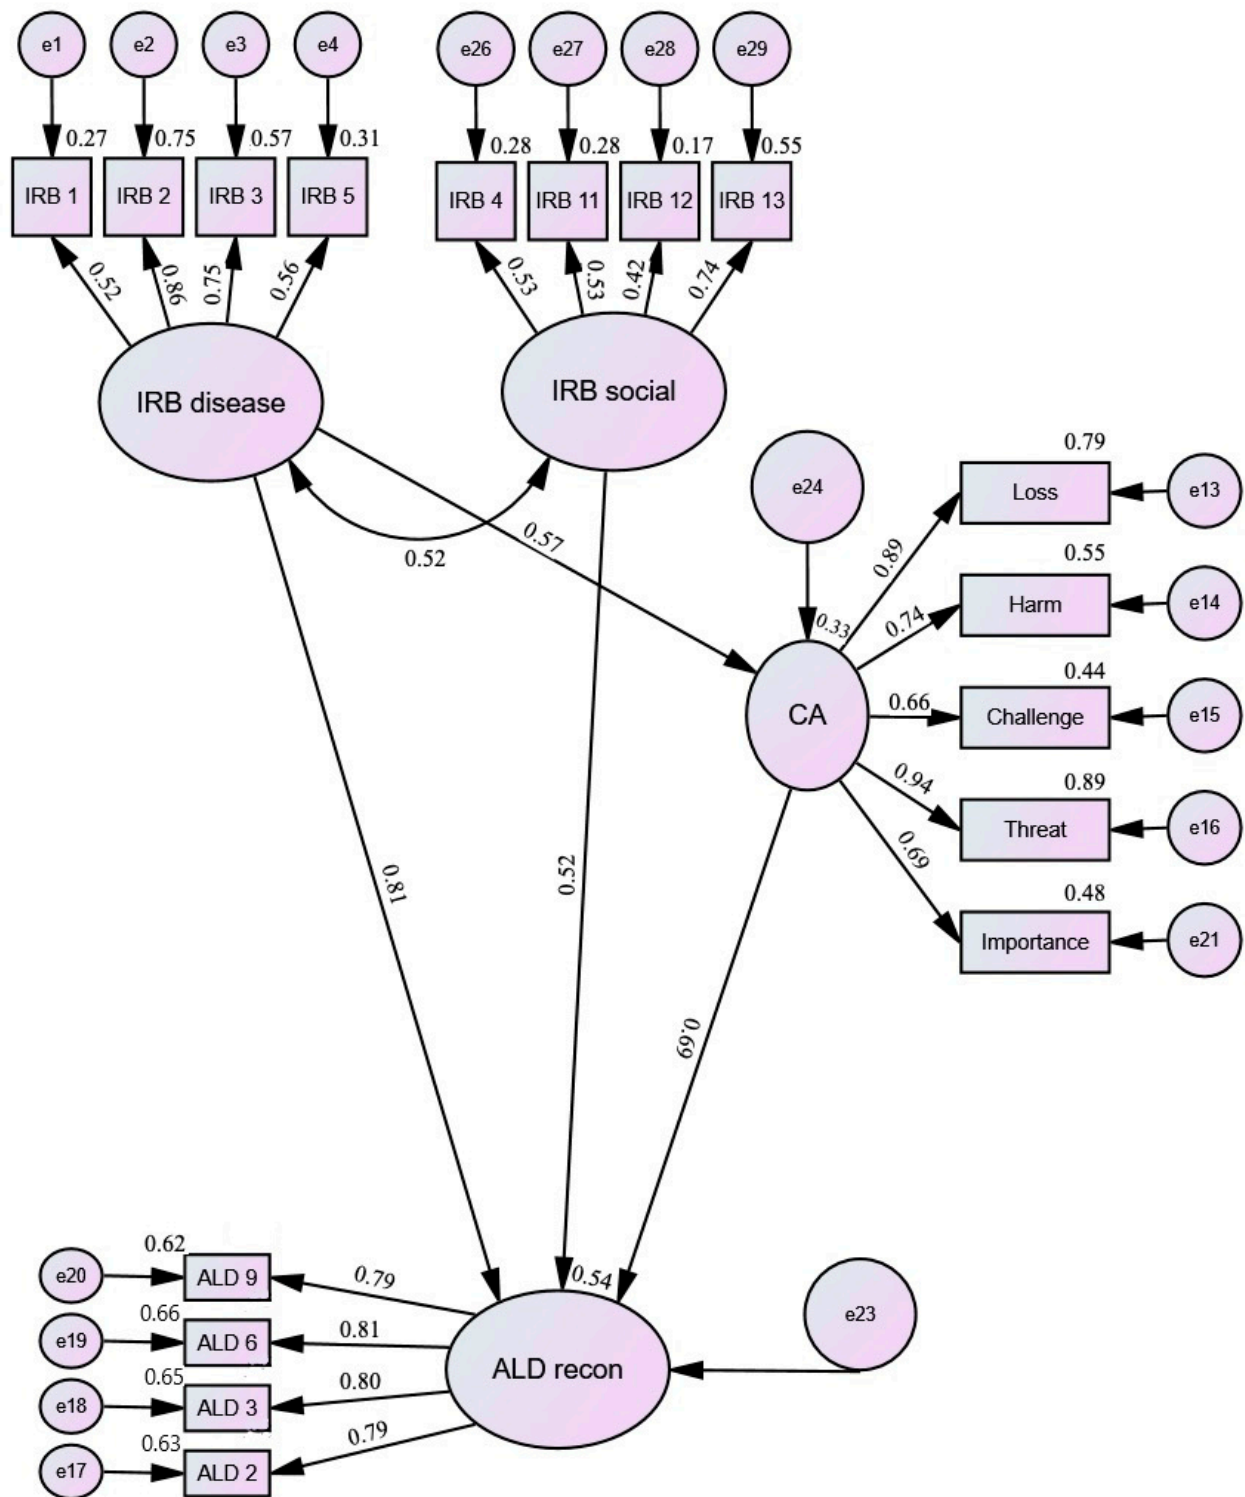 e1 e2 e3 e4 e26 e27 e28 e29
0.27 0.75 0.57 0.31 0.28 0.28 0.17 0.55
IRB 1 IRB 2 IRB 3 IRB 5 IRB 4 IRB 11 IRB 12 IRB 13
0.52 0.86 0.75 0.56 0.53 0.53 0.42 0.74
IRB disease IRB social
0.79
e24 Loss e13
0.57
0.52
0.89
0.55
Harm e14
0.33 0.74
0.44
CA 0.66 Challenge e15
0.94
0.89
Threat e16
0.69
0.81 0.52
0.48
Importance e21
0.69
0.62
e20 ALD 9 0.79 0.54
0.66
e19 ALD 6 0.81 e23
0.65
e18 ALD 3 0.80 ALD recon
0.63
e17 ALD 2 0.79